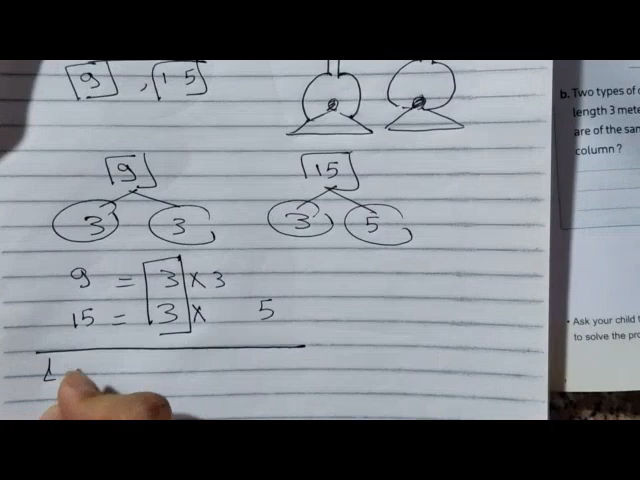 9 , 15
9 15
3 3 3 5
9 = 3 × 3
15 = 3 × 5
b. Two types of
length 3 mete
are of the sam
column?
• Ask your child t
to solve the pro